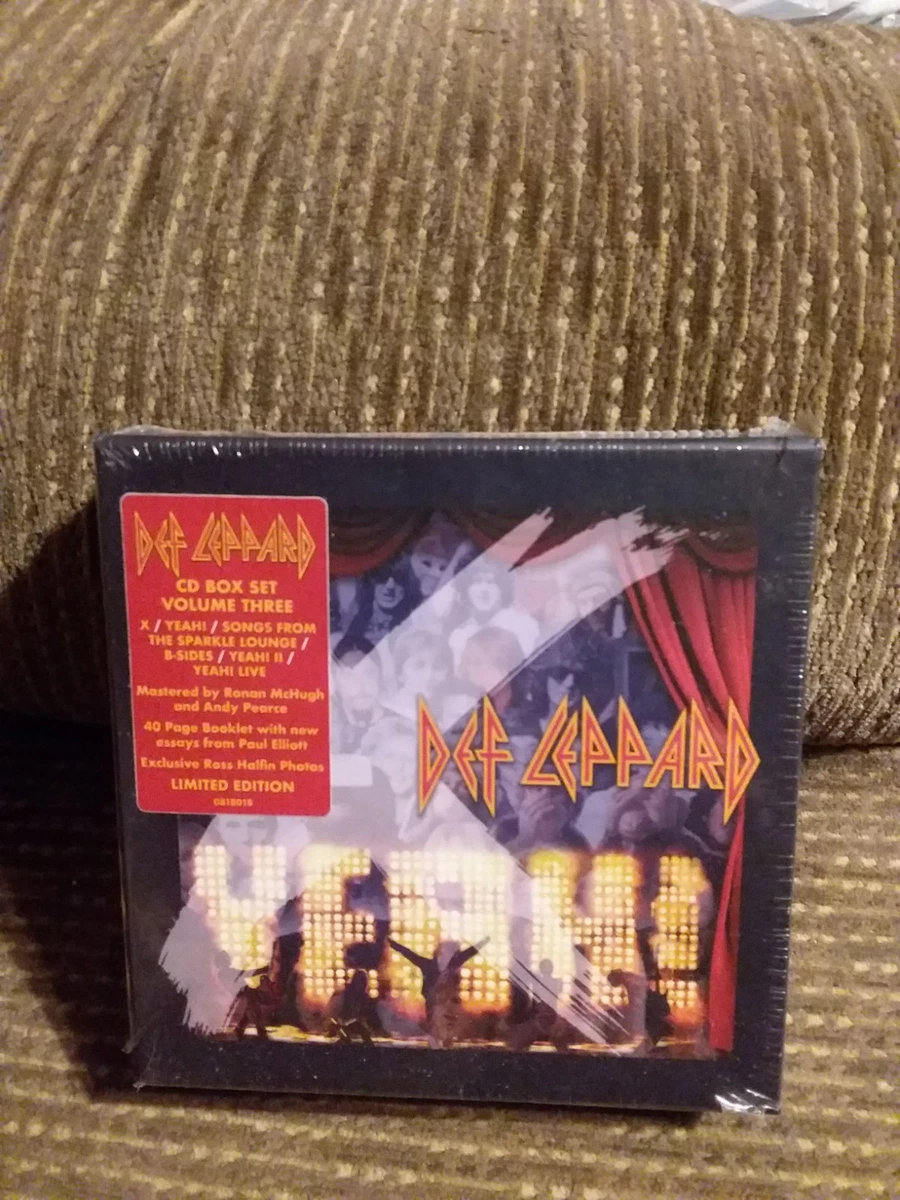 DEF LEPPARD
CD BOX SET
VOLUME THREE
X / YEAH! / SONGS FROM
THE SPARKLE LOUNGE /
B-SIDES / YEAH! II /
YEAH! LIVE
Mastered by Ronan McHugh
and Andy Pearce
40 Page Booklet with new
essays from Paul Elliott
Exclusive Ross Halfin Photos
LIMITED EDITION
0818018
DEF LEPPARD
YEAH!